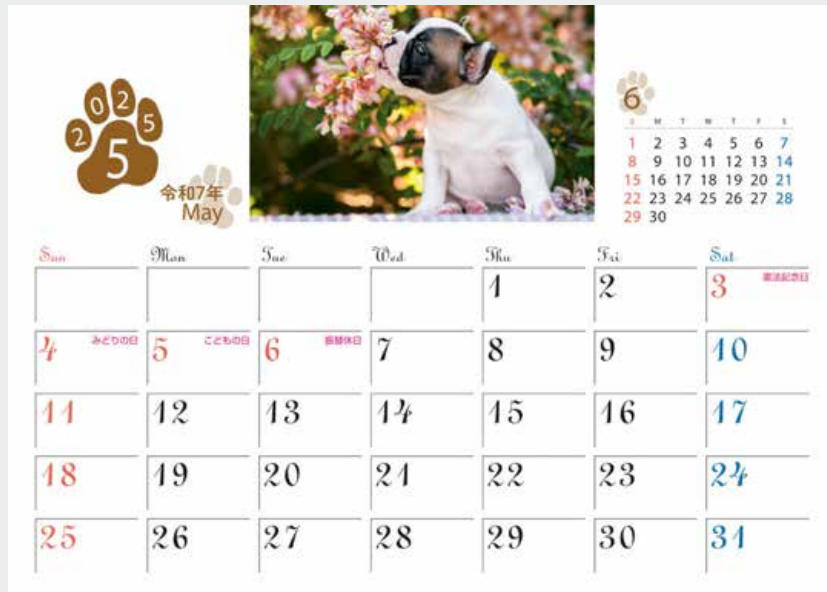 2025
5
令和7年
May
6
S M T W T F S
1 2 3 4 5 6 7
8 9 10 11 12 13 14
15 16 17 18 19 20 21
22 23 24 25 26 27 28
29 30
Sun Mon Tue Wed Thu Fri Sat
1 2 3 憲法記念日
4 みどりの日 5 こどもの日 6 振替休日 7 8 9 10
11 12 13 14 15 16 17
18 19 20 21 22 23 24
25 26 27 28 29 30 31